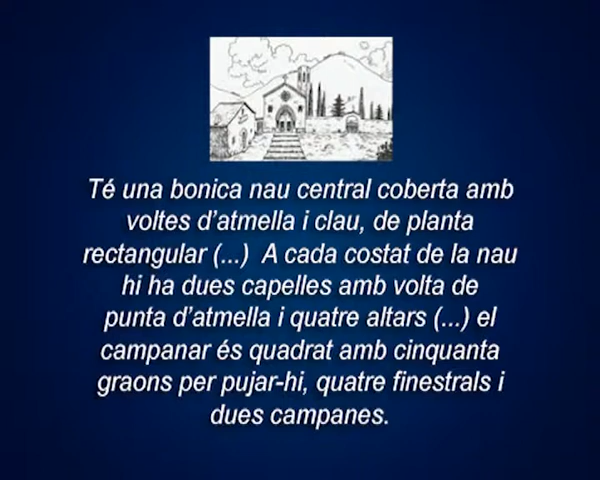 Té una bonica nau central coberta amb
voltes d’atmella i clau, de planta
rectangular (...)  A cada costat de la nau
hi ha dues capelles amb volta de
punta d’atmella i quatre altars (...) el
campanar és quadrat amb cinquanta
graons per pujar-hi, quatre finestrals i
dues campanes.